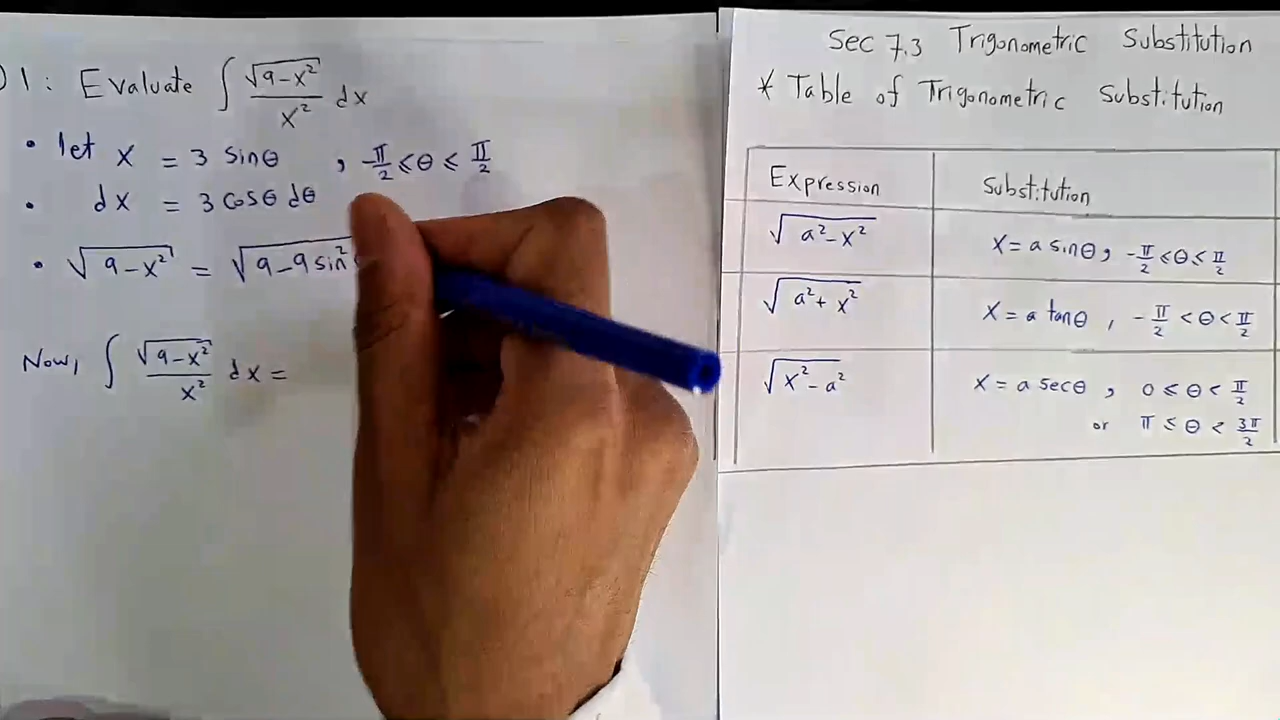 1: Evaluate ∫ √(9-x²)/x² dx
• let x = 3 sinθ , -π/2 ≤ θ ≤ π/2
• dx = 3 cosθ dθ
• √(9-x²) = √(9-9sin²
Now, ∫ √(9-x²)/x² dx =
Sec 7.3 Trigonometric Substitution
* Table of Trigonometric Substitution
Expression Substitution
√(a²-x²) x = a sinθ, -π/2 ≤ θ ≤ π/2
√(a²+x²) x = a tanθ , -π/2 < θ < π/2
√(x²-a²) x = a secθ , 0 ≤ θ < π/2
or π ≤ θ < 3π/2